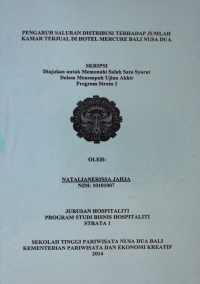 PENGARUH SALURAN DISTRIBUSI TERHADAP JUMLAH
KAMAR TERJUAL DI HOTEL MERCURE BALI NUSA DUA
SKRIPSI
Diajukan untuk Memenuhi Salah Satu Syarat
Dalam Menempuh Ujian Akhir
Program Strata 1
OLEH:
NATALIANERISSA JAHJA
NIM: 10101007
JURUSAN HOSPITALITI
PROGRAM STUDI BISNIS HOSPITALITI
STRATA 1
SEKOLAH TINGGI PARIWISATA NUSA DUA BALI
KEMENTERIAN PARIWISATA DAN EKONOMI KREATIF
2014